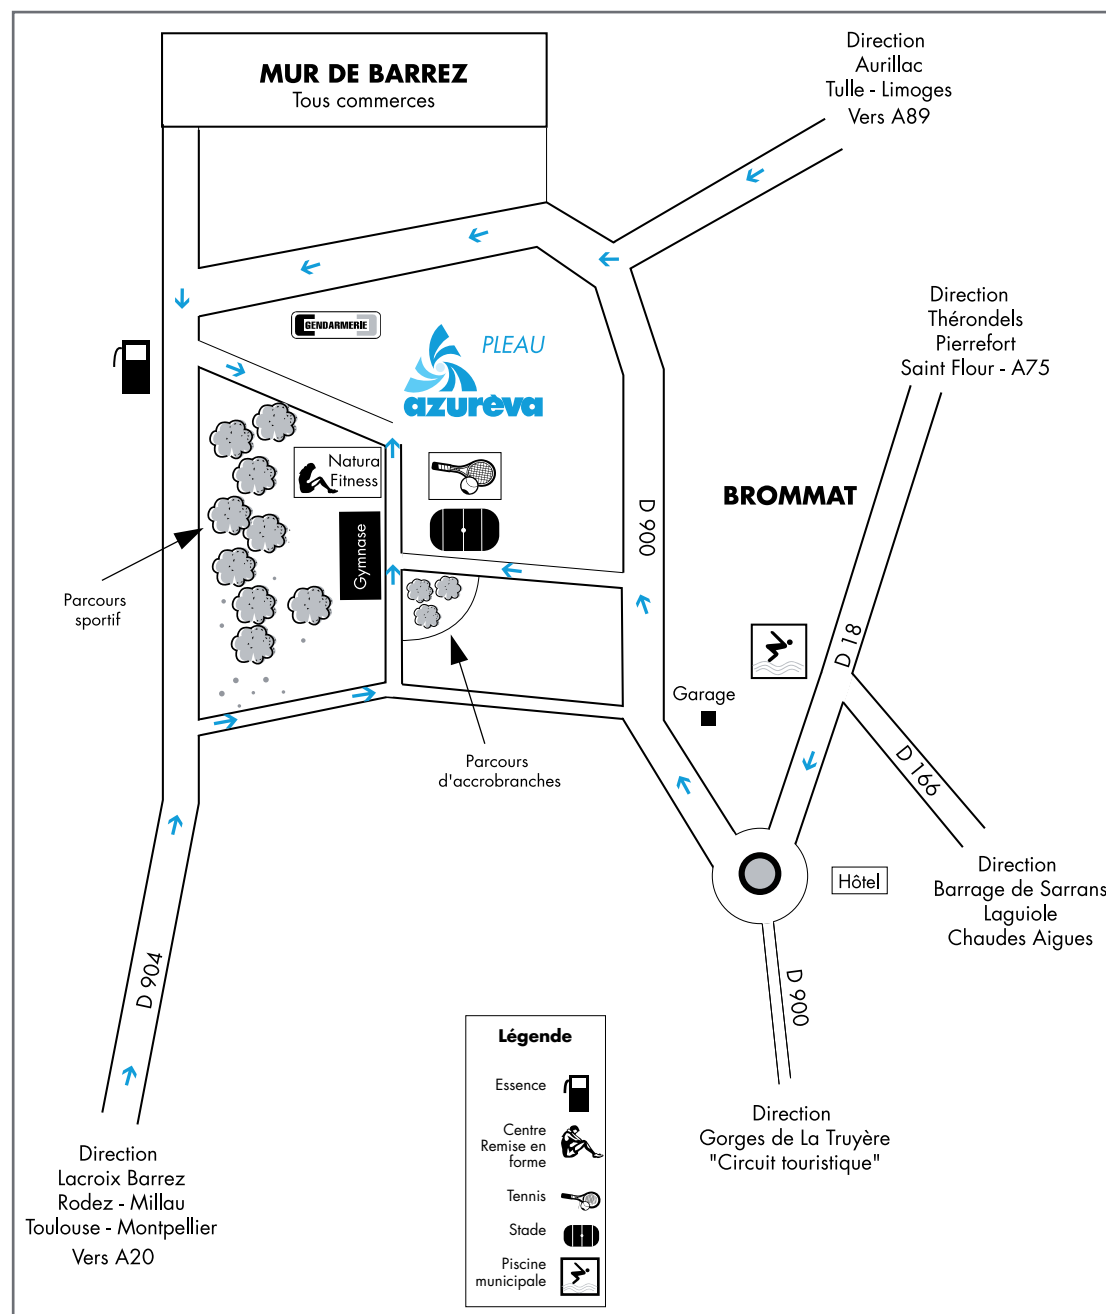 MUR DE BARREZ
Tous commerces
Direction
Aurillac
Tulle - Limoges
Vers A89
Direction
Thérondels
Pierrefort
Saint Flour - A75
GENDARMERIE
PLEAU
azurèva
Natura
Fitness
Gymnase
D 900
BROMMAT
Parcours
sportif
D 18
Garage
Parcours
d'accrobranches
D 166
Hôtel
Direction
Barrage de Sarrans
Laguiole
Chaudes Aigues
D 904
D 900
Légende
Essence
Centre
Remise en
forme
Tennis
Stade
Piscine
municipale
Direction
Gorges de La Truyère
"Circuit touristique"
Direction
Lacroix Barrez
Rodez - Millau
Toulouse - Montpellier
Vers A20